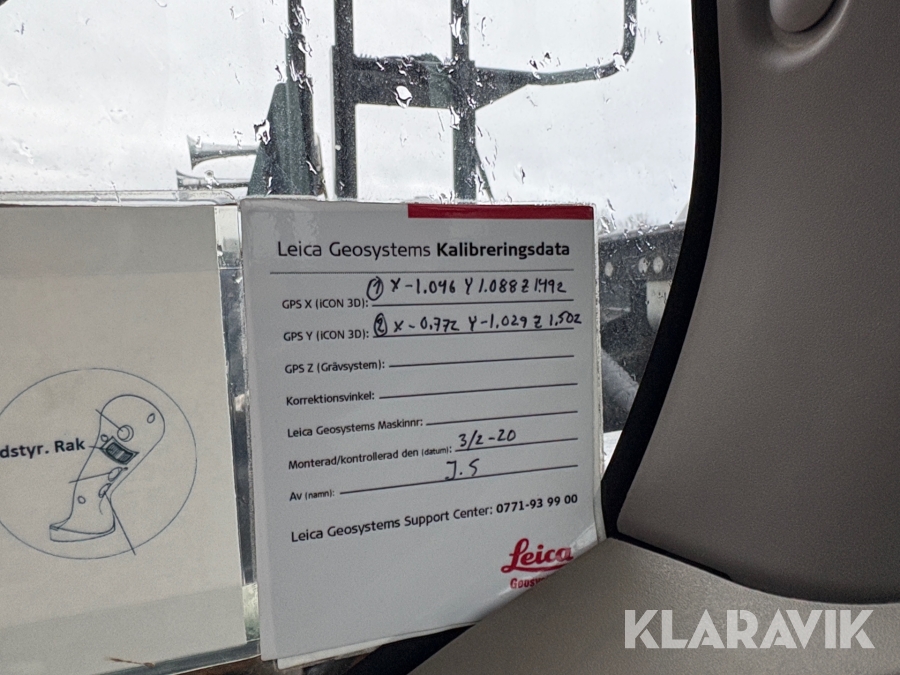 Leica Geosystems Kalibreringsdata
① X -1.046 Y 1.088 Z 1.492
GPS X (iCON 3D):
GPS Y (iCON 3D): ② X - 0.772 Y -1.029 Z 1,502
GPS Z (Grävsystem):
Korrektionsvinkel:
Leica Geosystems Maskinnr:
Monterad/kontrollerad den (datum): 3/2-20
Av (namn): J.S
Leica Geosystems Support Center: 0771-93 99 00
Leica
dstyr. Rak
KLARAVIK